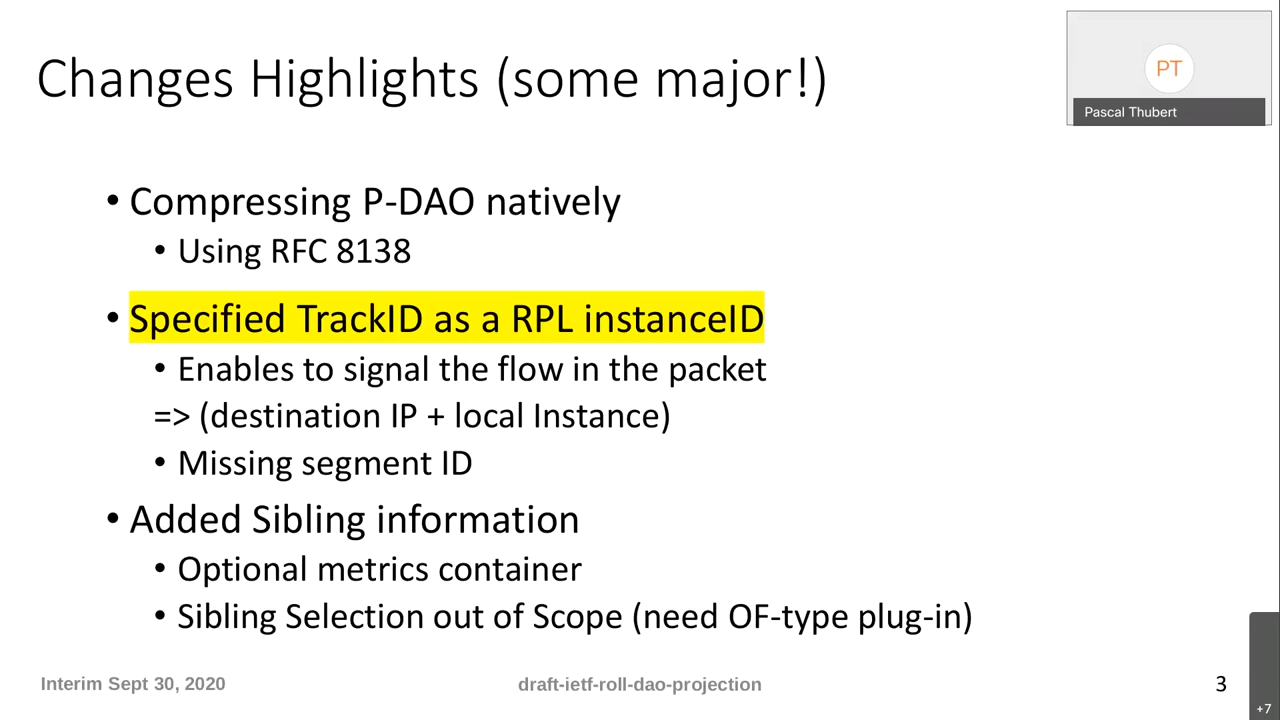 Changes Highlights (some major!)
PT
Pascal Thubert
• Compressing P-DAO natively
• Using RFC 8138
• Specified TrackID as a RPL instanceID
• Enables to signal the flow in the packet
=> (destination IP + local Instance)
• Missing segment ID
• Added Sibling information
• Optional metrics container
• Sibling Selection out of Scope (need OF-type plug-in)
Interim Sept 30, 2020
draft-ietf-roll-dao-projection
3
+7